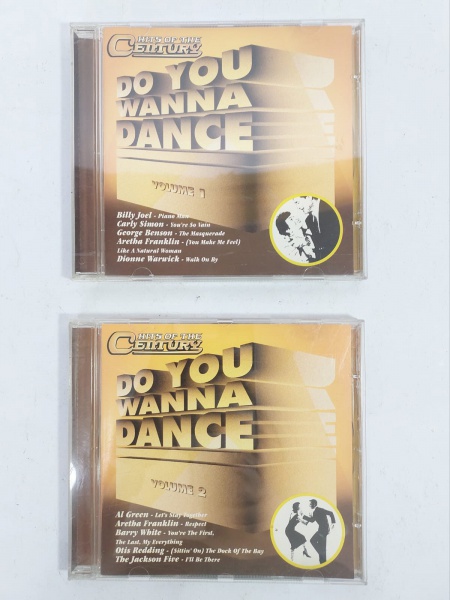 HITS OF THE
CENTURY
DO YOU
WANNA
DANCE
VOLUME 1
Billy Joel - Piano Man
Carly Simon - You're So Vain
George Benson - The Masquerade
Aretha Franklin - (You Make Me Feel)
Like A Natural Woman
Dionne Warwick - Walk On By
HITS OF THE
CENTURY
DO YOU
WANNA
DANCE
VOLUME 2
Al Green - Let's Stay Together
Aretha Franklin - Respect
Barry White - You're The First,
The Last, My Everything
Otis Redding - (Sittin' On) The Dock Of The Bay
The Jackson Five - I'll Be There